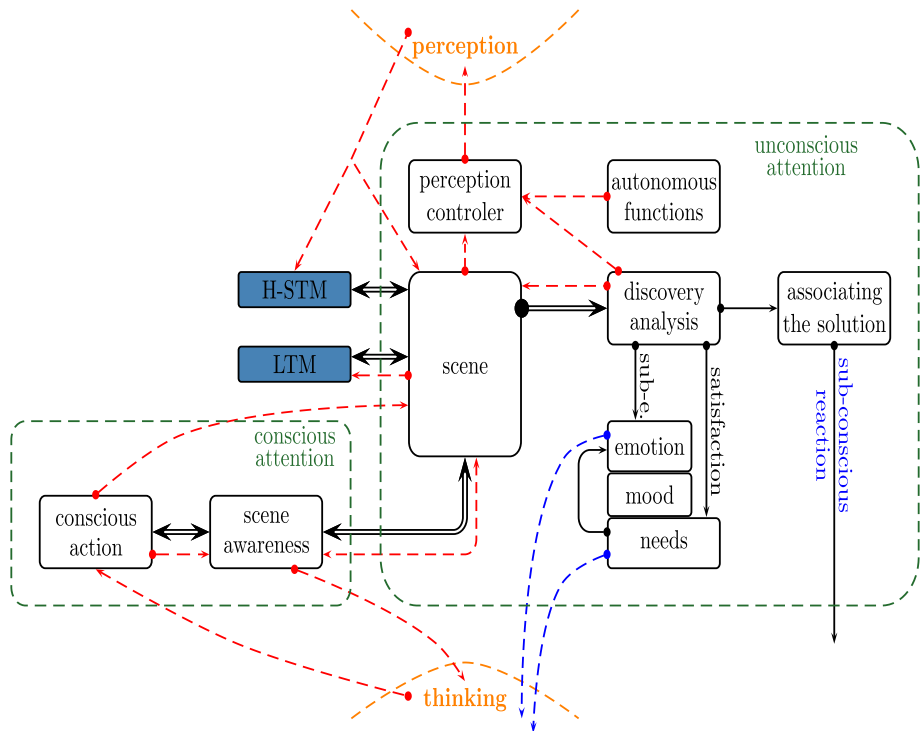 perception
unconscious
attention
perception
controler
autonomous
functions
H-STM
LTM
scene
discovery
analysis
associating
the solution
sub-e.
satisfaction
sub-conscious
reaction
emotion
mood
needs
conscious
attention
conscious
action
scene
awareness
thinking